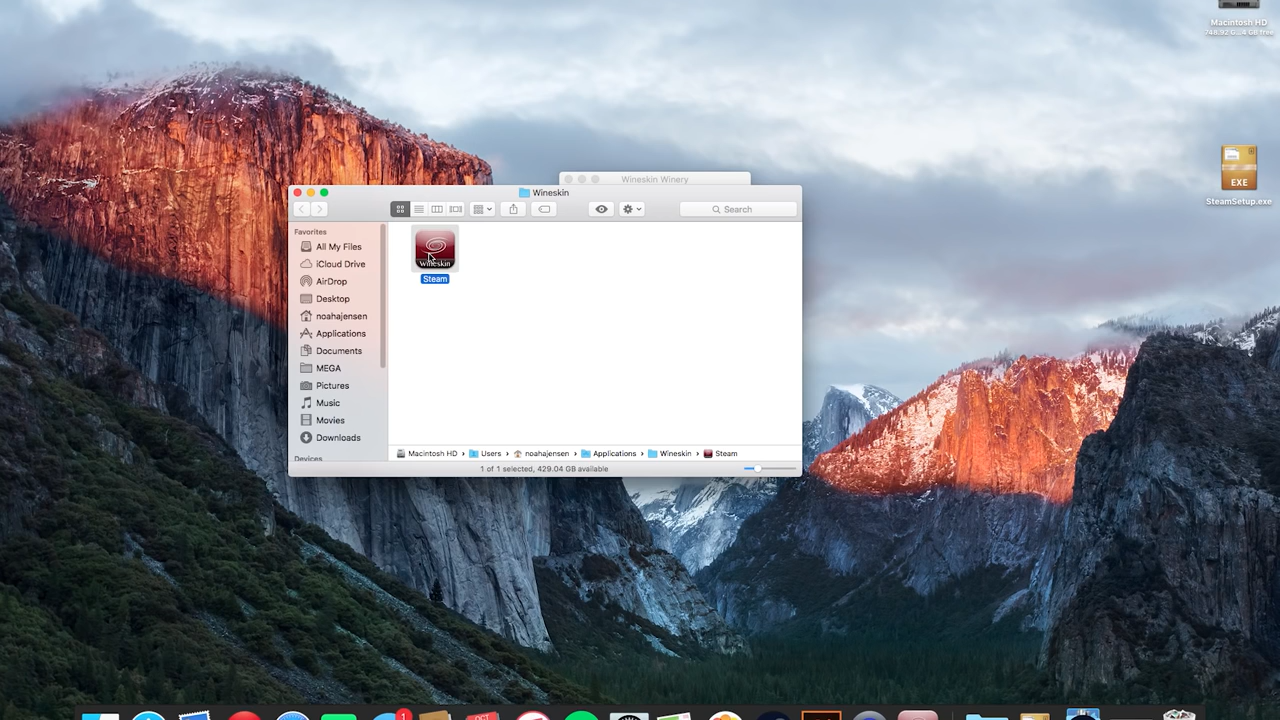 Macintosh HD
Wineskin Winery
Wineskin
EXE
SteamSetup.exe
Search
Favorites
All My Files
iCloud Drive
AirDrop
Desktop
noahajensen
Applications
Documents
MEGA
Pictures
Music
Movies
Downloads
Devices
Wineskin
Steam
Macintosh HD › Users › noahajensen › Applications › Wineskin › Steam
1 of 1 selected, 429.04 GB available
1
OCT